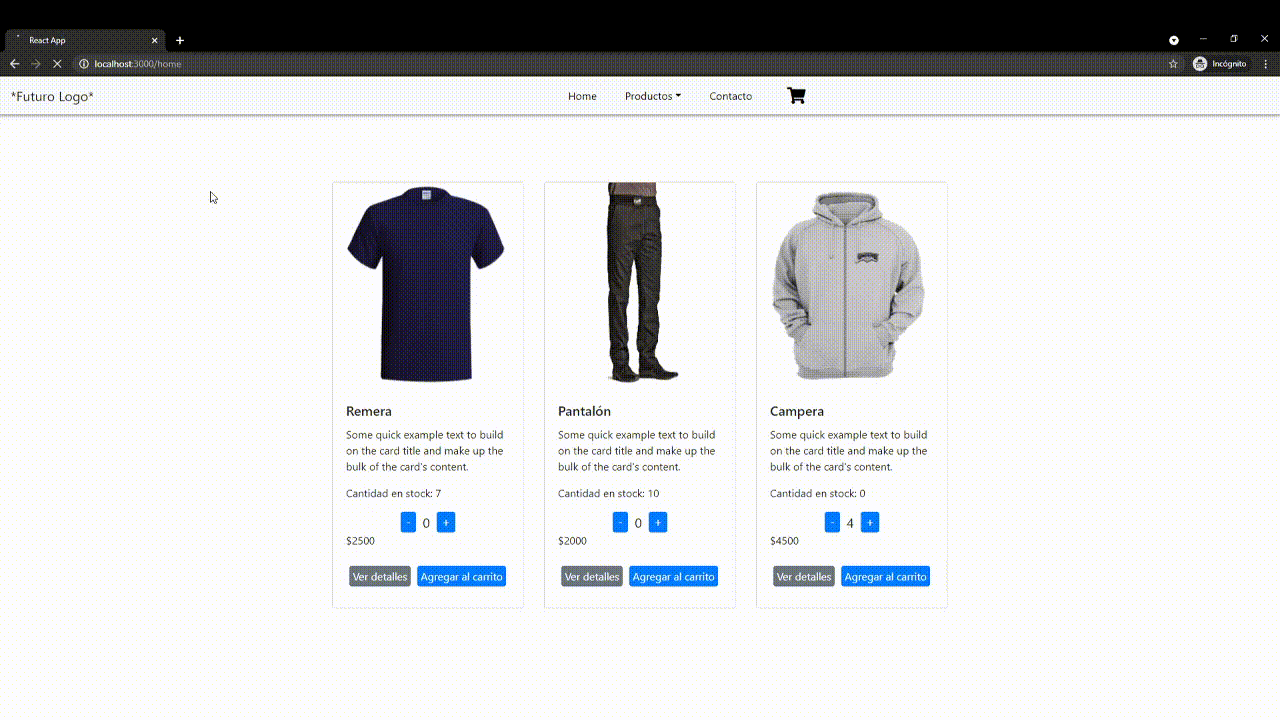 React App
localhost:3000/home
Incógnito
*Futuro Logo*
Home
Productos
Contacto
Remera
Some quick example text to build
on the card title and make up the
bulk of the card's content.
Cantidad en stock: 7
- 0 +
$2500
Ver detalles
Agregar al carrito
Pantalón
Some quick example text to build
on the card title and make up the
bulk of the card's content.
Cantidad en stock: 10
- 0 +
$2000
Ver detalles
Agregar al carrito
Campera
Some quick example text to build
on the card title and make up the
bulk of the card's content.
Cantidad en stock: 0
- 4 +
$4500
Ver detalles
Agregar al carrito